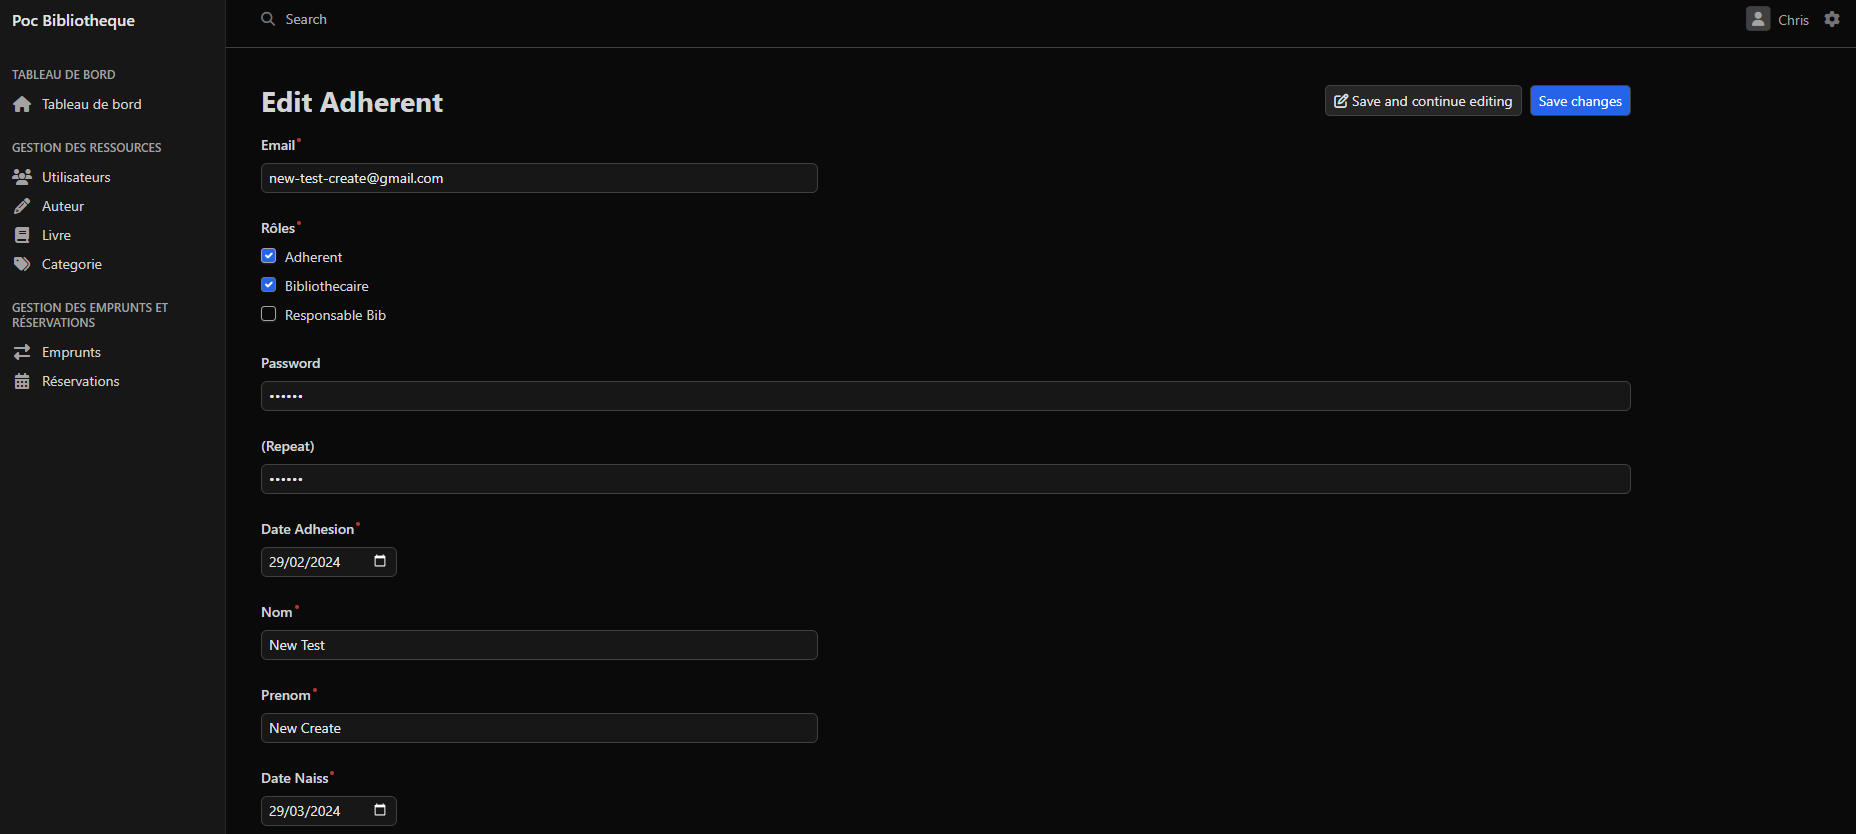 Poc Bibliotheque
Search
Chris
TABLEAU DE BORD
Tableau de bord
GESTION DES RESSOURCES
Utilisateurs
Auteur
Livre
Categorie
GESTION DES EMPRUNTS ET
RÉSERVATIONS
Emprunts
Réservations
Edit Adherent
Save and continue editing
Save changes
Email
new-test-create@gmail.com
Rôles
Adherent
Bibliothecaire
Responsable Bib
Password
••••••
(Repeat)
••••••
Date Adhesion
29/02/2024
Nom
New Test
Prenom
New Create
Date Naiss
29/03/2024